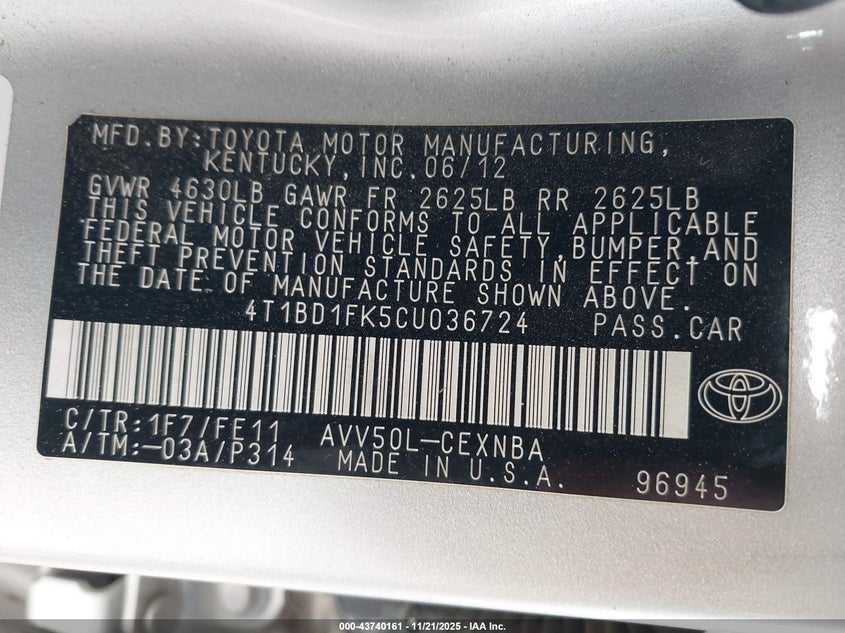 MFD.BY:TOYOTA MOTOR MANUFACTURING,
KENTUCKY,INC.06/12
GVWR 4630LB GAWR FR 2625LB RR 2625LB
THIS VEHICLE CONFORMS TO ALL APPLICABLE
FEDERAL MOTOR VEHICLE SAFETY,BUMPER,AND
THEFT PREVENTION STANDARDS IN EFFECT ON
THE DATE OF MANUFACTURE SHOWN ABOVE.
4T1BD1FK5CU036724 PASS.CAR
C/TR:1F7/FE11 AVV50L-CEXNBA
A/TM:-03A/P314 MADE IN U.S.A.
96945
000-43740161 - 11/21/2025 - IAA Inc.